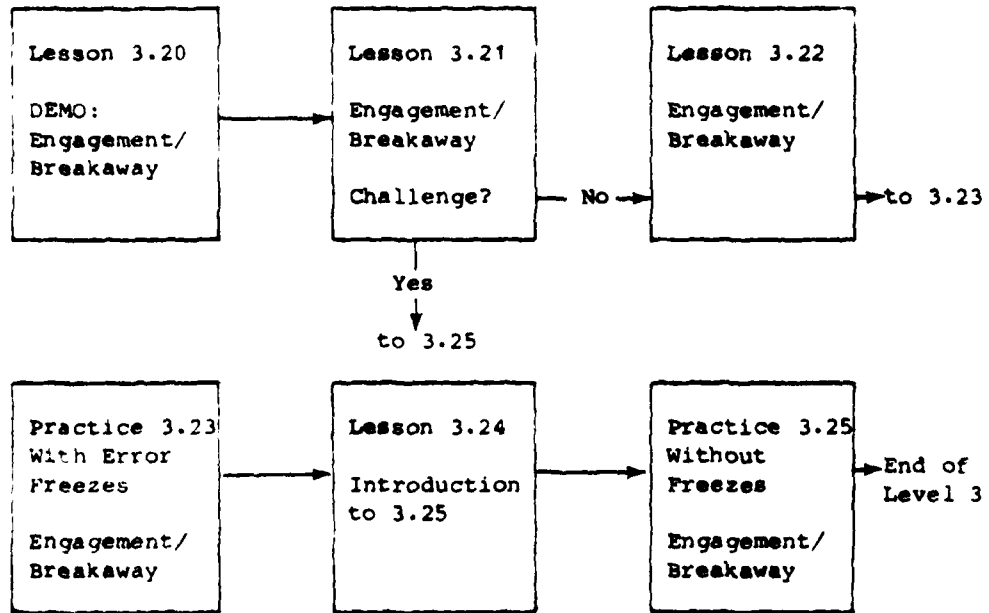 Lesson 3.20
DEMO:
Engagement/
Breakaway
Lesson 3.21
Engagement/
Breakaway
Challenge?
No
Lesson 3.22
Engagement/
Breakaway
to 3.23
Yes
to 3.25
Practice 3.23
With Error
Freezes
Engagement/
Breakaway
Lesson 3.24
Introduction
to 3.25
Practice 3.25
Without
Freezes
Engagement/
Breakaway
End of
Level 3